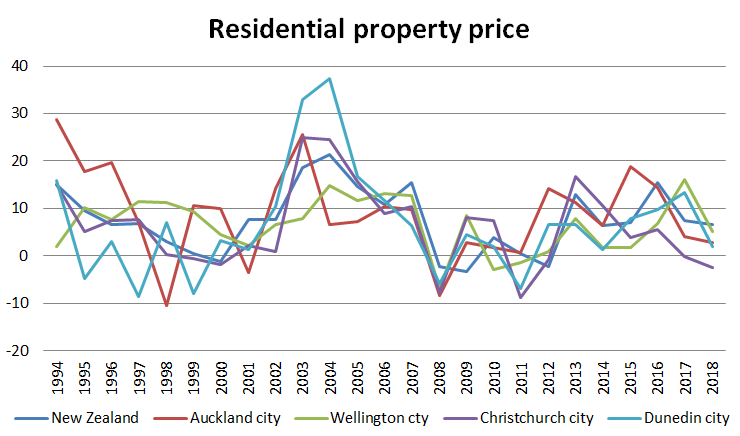 Residential property price
40
30
20
10
0
-10
-20
1994 1995 1996 1997 1998 1999 2000 2001 2002 2003 2004 2005 2006 2007 2008 2009 2010 2011 2012 2013 2014 2015 2016 2017 2018
New Zealand Auckland city Wellington cty Christchurch city Dunedin city